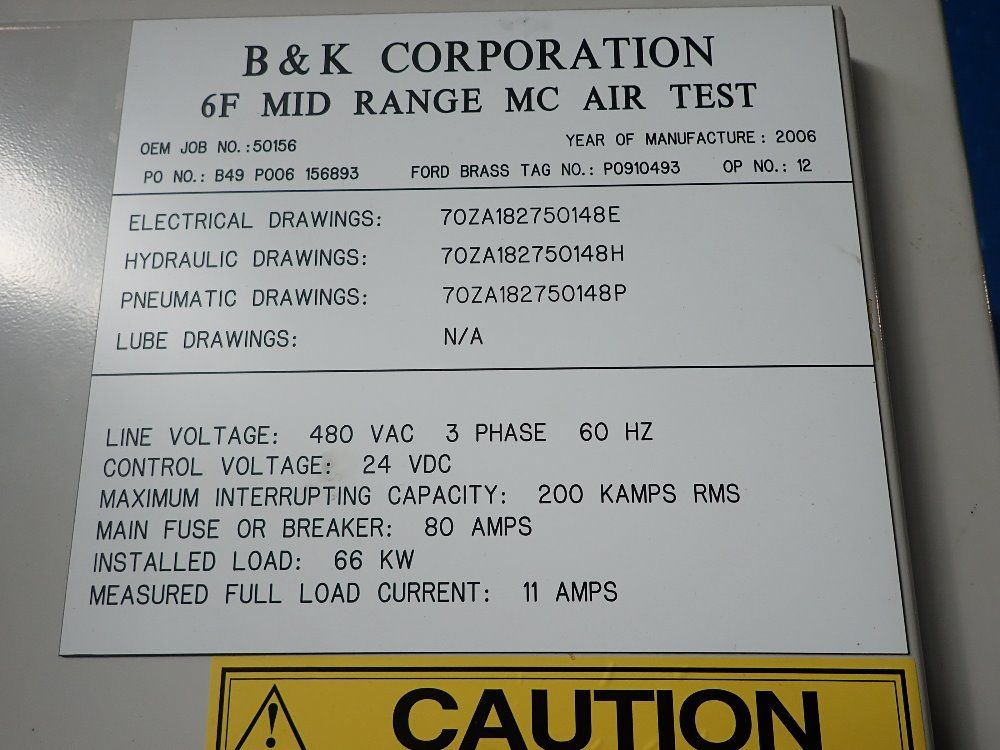 B & K CORPORATION
6F MID RANGE MC AIR TEST
OEM JOB NO.:50156 YEAR OF MANUFACTURE: 2006
PO NO.: B49 P006 156893 FORD BRASS TAG NO.: P0910493 OP NO.: 12
ELECTRICAL DRAWINGS: 70ZA182750148E
HYDRAULIC DRAWINGS: 70ZA182750148H
PNEUMATIC DRAWINGS: 70ZA182750148P
LUBE DRAWINGS: N/A
LINE VOLTAGE: 480 VAC 3 PHASE 60 HZ
CONTROL VOLTAGE: 24 VDC
MAXIMUM INTERRUPTING CAPACITY: 200 KAMPS RMS
MAIN FUSE OR BREAKER: 80 AMPS
INSTALLED LOAD: 66 KW
MEASURED FULL LOAD CURRENT: 11 AMPS
CAUTION